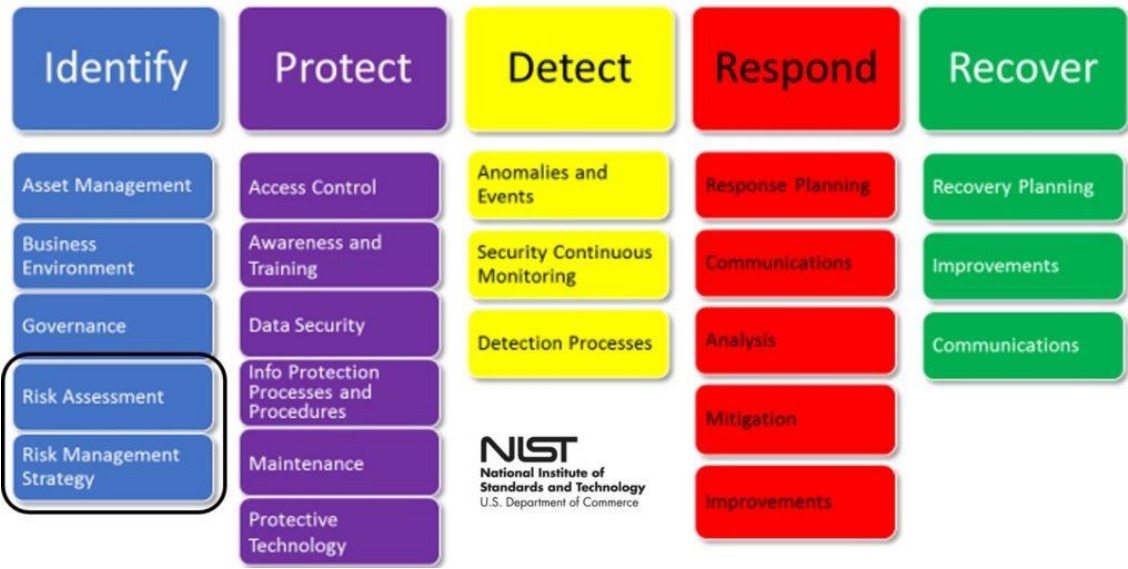 Identify
Protect
Detect
Respond
Recover
Asset Management
Business
Environment
Governance
Risk Assessment
Risk Management
Strategy
Access Control
Awareness and
Training
Data Security
Info Protection
Processes and
Procedures
Maintenance
Protective
Technology
Anomalies and
Events
Security Continuous
Monitoring
Detection Processes
NIST
National Institute of
Standards and Technology
U.S. Department of Commerce
Response Planning
Communications
Analysis
Mitigation
Improvements
Recovery Planning
Improvements
Communications